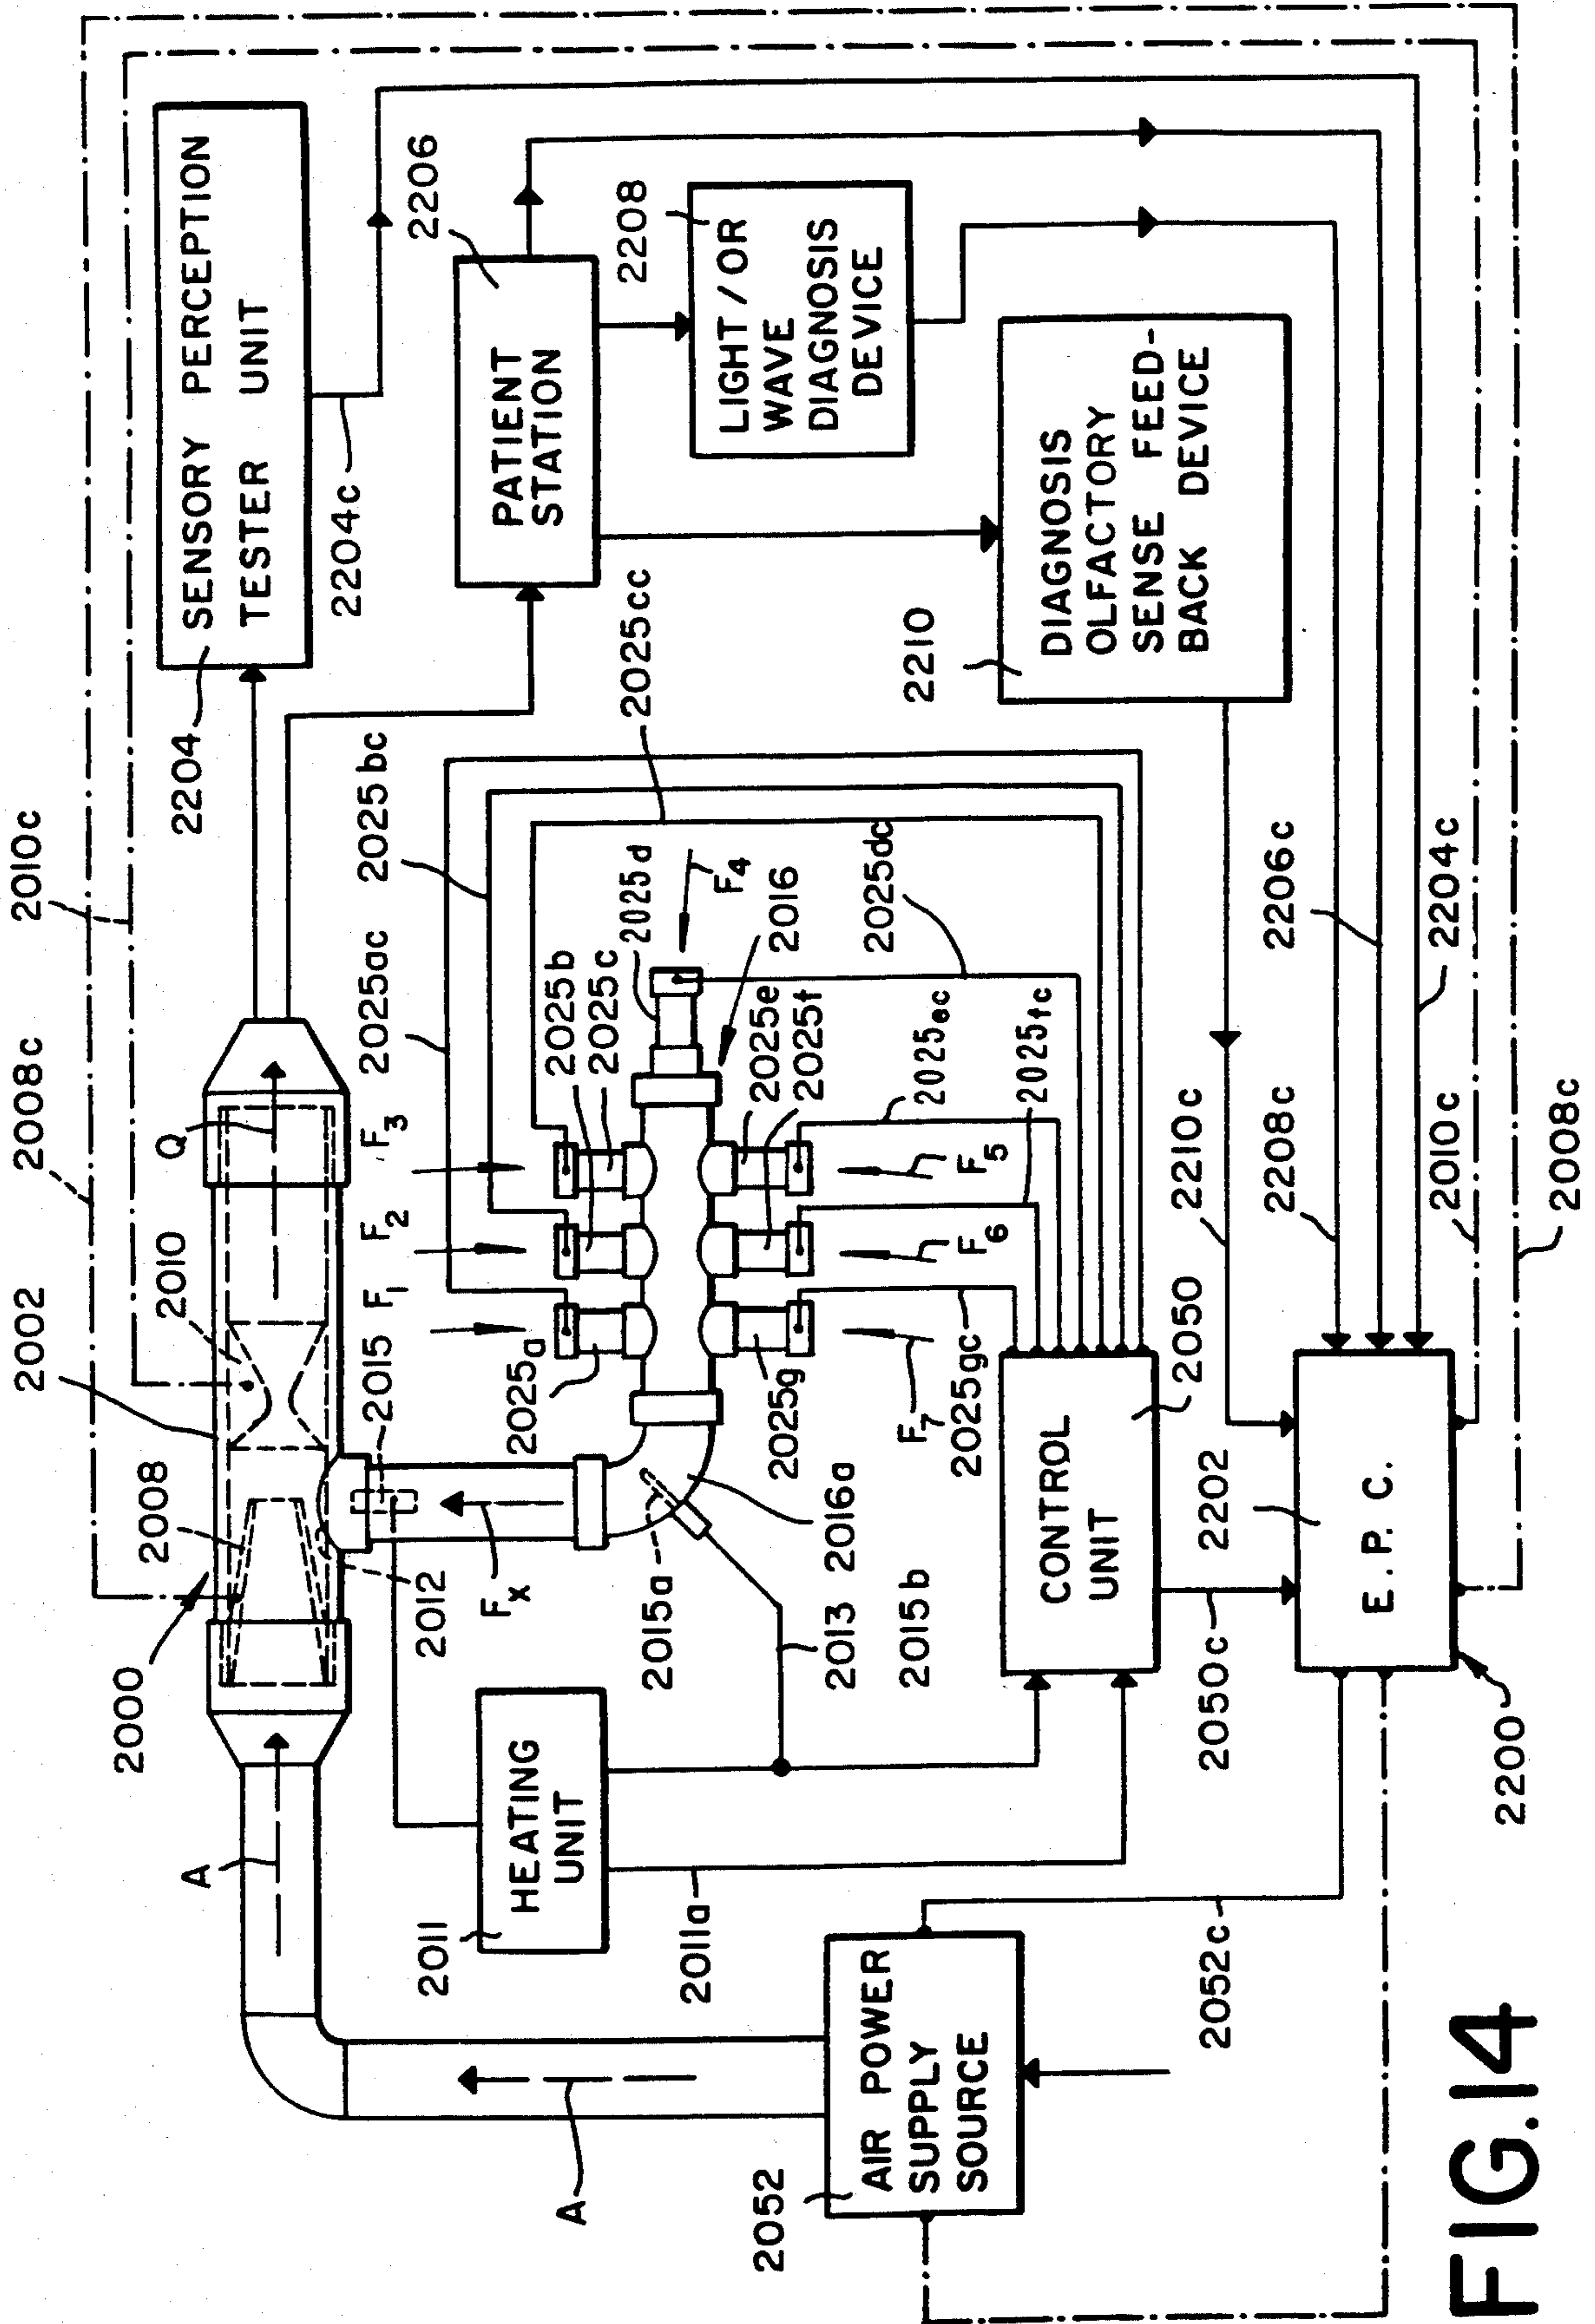 2008c
2010c
2010c
2008c
2000
2008
2002
2010
Q
2204
SENSORY PERCEPTION
TESTER UNIT
2204c
2206
PATIENT
STATION
2208
LIGHT / OR
WAVE
DIAGNOSIS
DEVICE
2210
DIAGNOSIS
OLFACTORY
SENSE FEED-
BACK DEVICE
A
A
2012
2015
F1
F2
F3
2025ac
2025bc
2025cc
Fx
2025a
2025b
2025c
2025d
F4
2016
2025dc
2025e
2025f
2025g
2025ec
2025fc
2025gc
F5
F6
F7
2015a
2016a
2013
2015b
2011
HEATING
UNIT
2011a
CONTROL
UNIT
2050
2050c
2052
AIR POWER
SUPPLY
SOURCE
2052c
2200
2202
E. P. C.
2210c
2208c
2206c
2204c
FIG.14